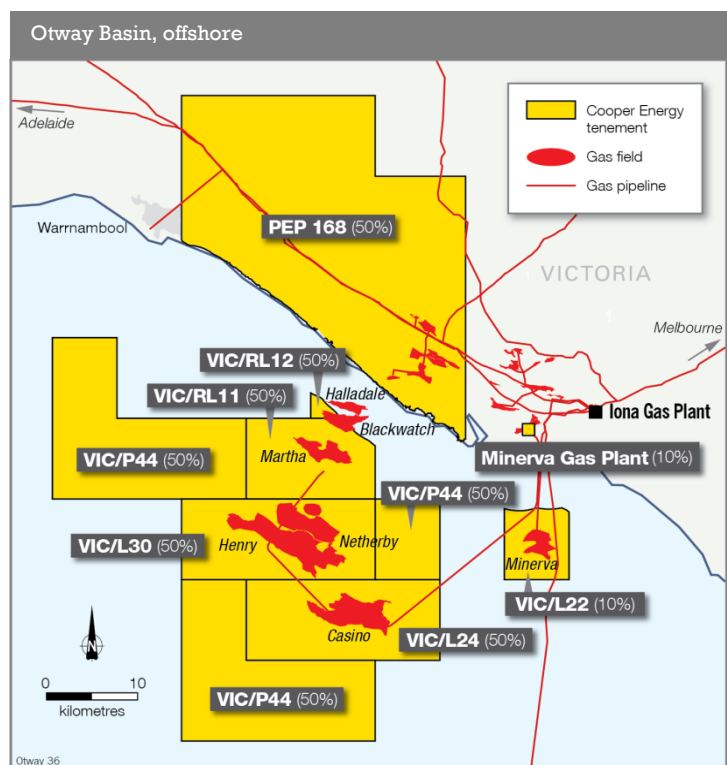 Otway Basin, offshore
Cooper Energy
tenement
Gas field
Gas pipeline
Adelaide
Warrnambool
PEP 168 (50%)
VICTORIA
Melbourne
VIC/RL12 (50%)
Halladale
VIC/RL11 (50%)
Blackwatch
Iona Gas Plant
Martha
Minerva Gas Plant (10%)
VIC/P44 (50%)
VIC/P44 (50%)
VIC/L30 (50%)
Henry
Netherby
Minerva
VIC/L22 (10%)
Casino
VIC/L24 (50%)
N
0 10
kilometres
VIC/P44 (50%)
Otway 36